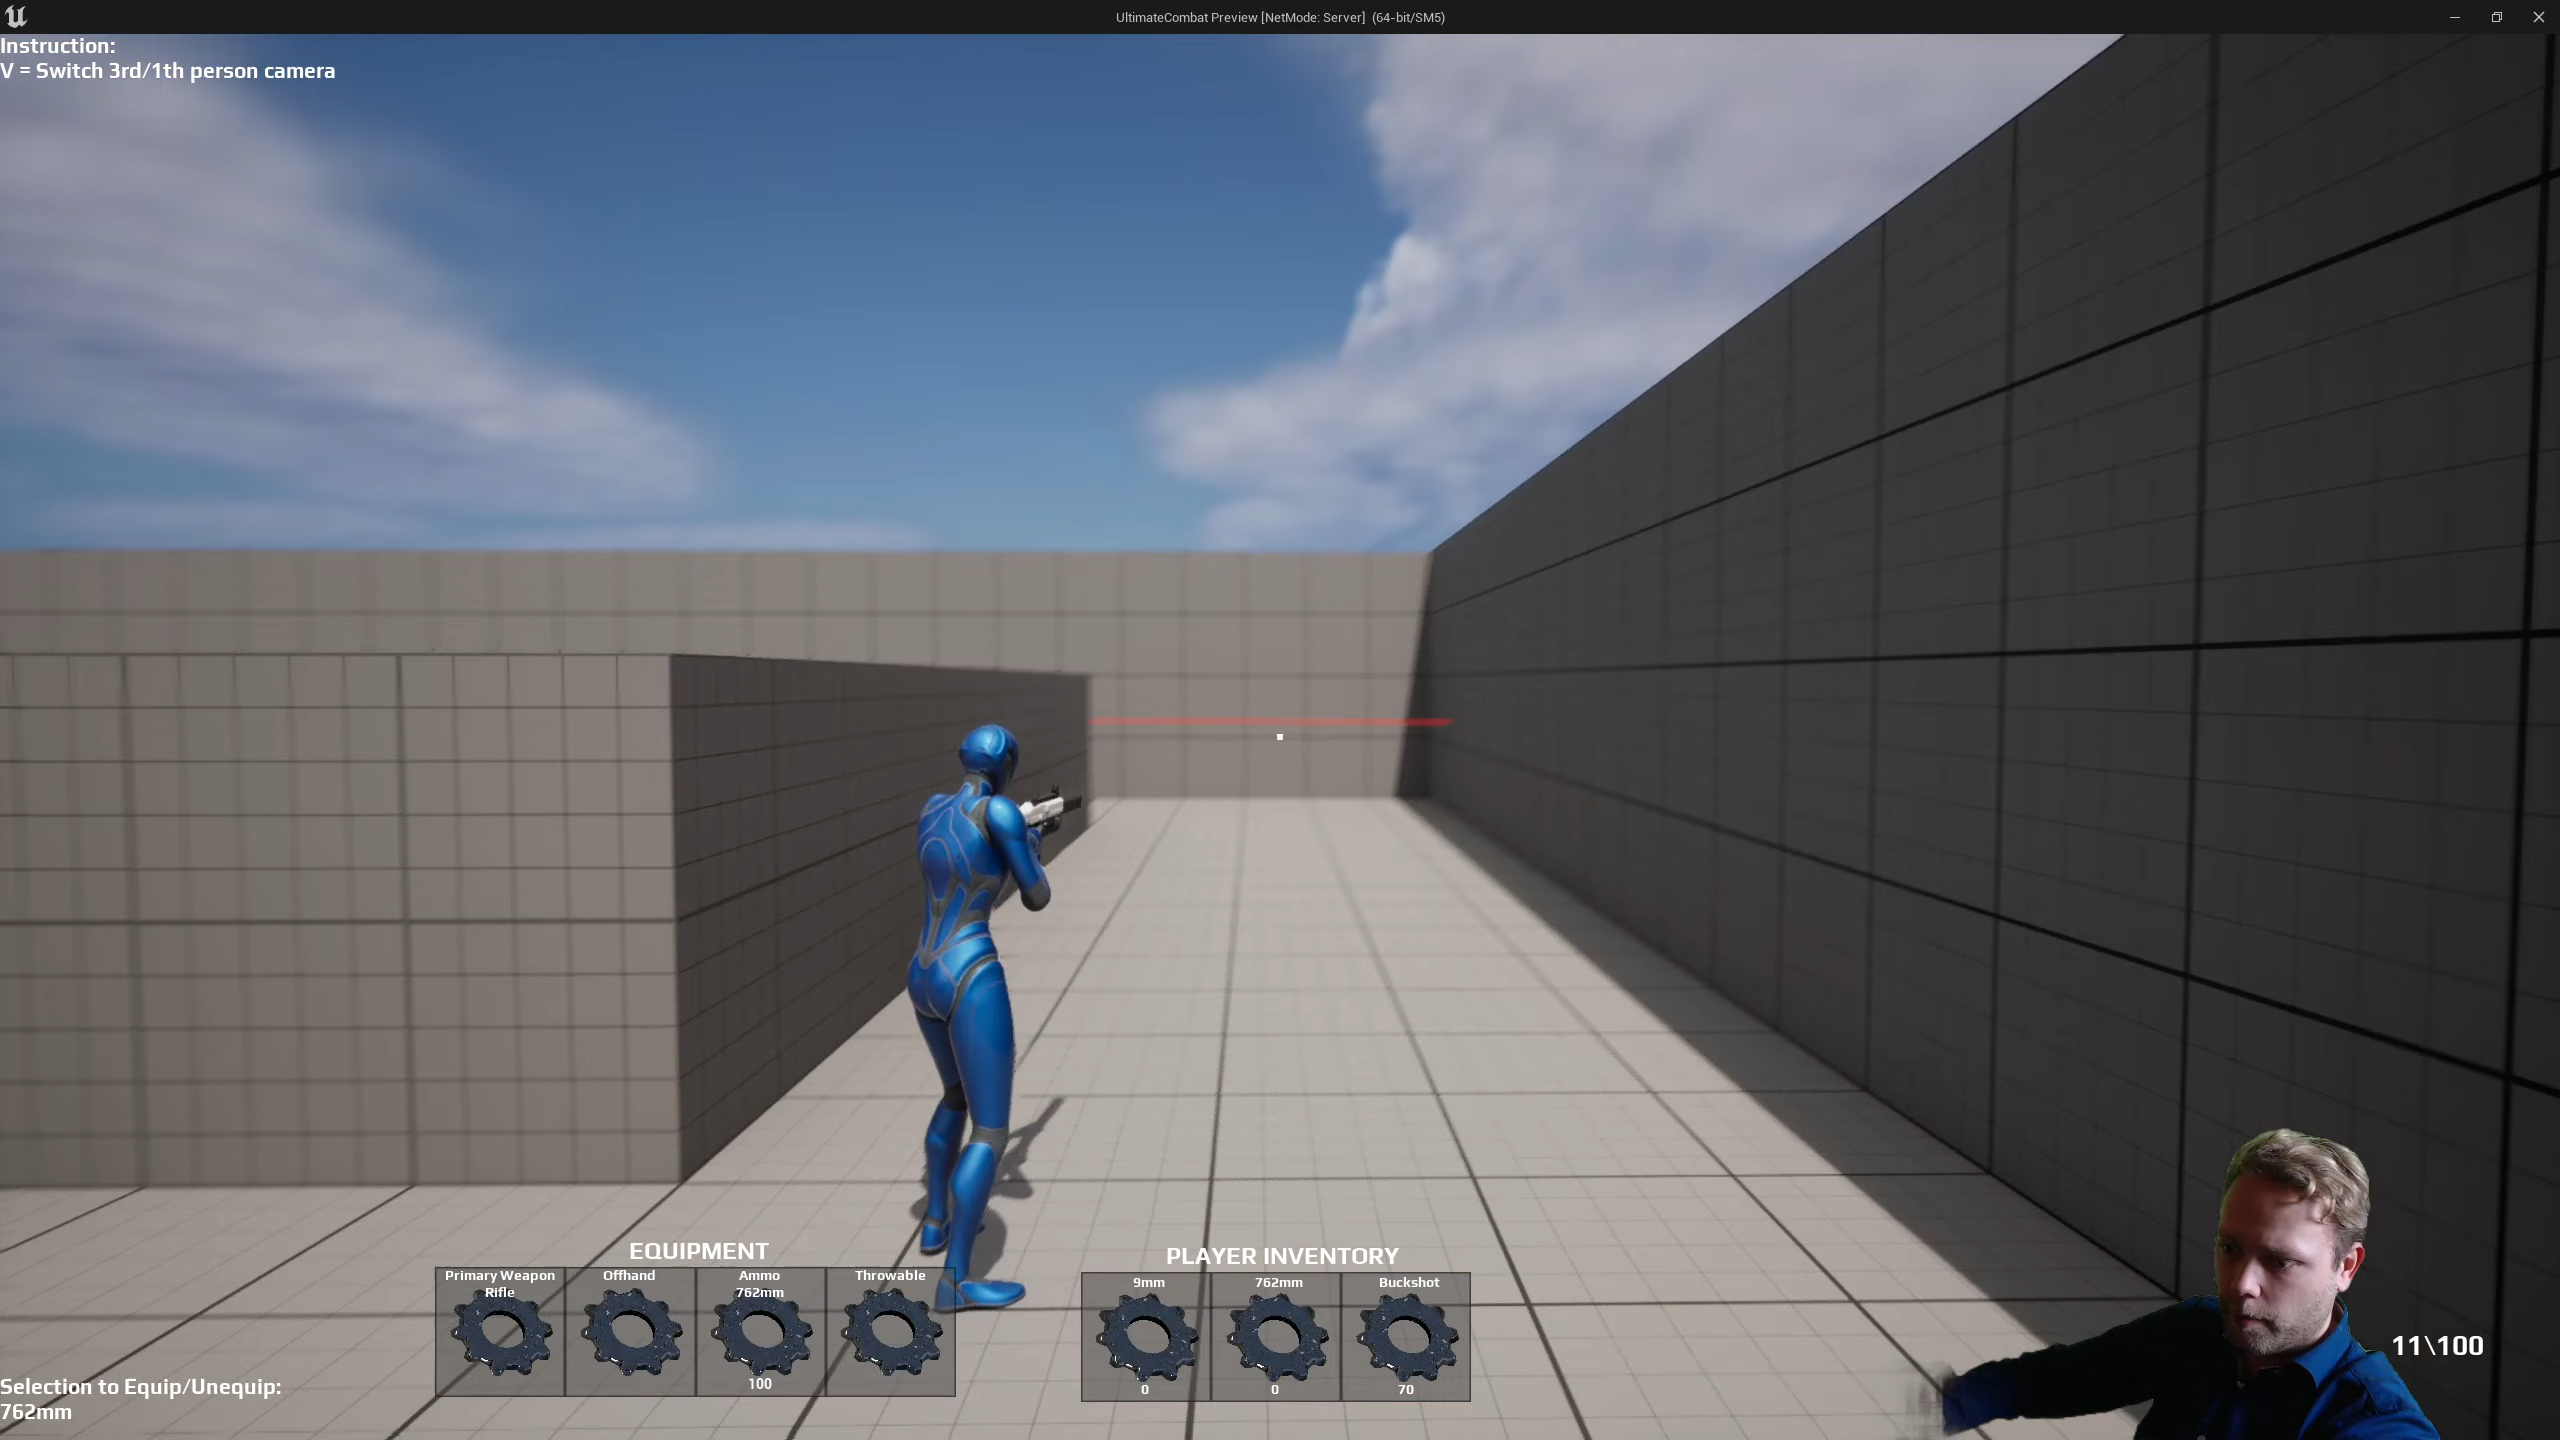 UltimateCombat Preview [NetMode: Server] (64-bit/SM5)
Instruction:
V = Switch 3rd/1th person camera
EQUIPMENT
Primary Weapon
Rifle
Offhand
Ammo
762mm
100
Throwable
PLAYER INVENTORY
9mm
0
762mm
0
Buckshot
70
11\100
Selection to Equip/Unequip:
762mm